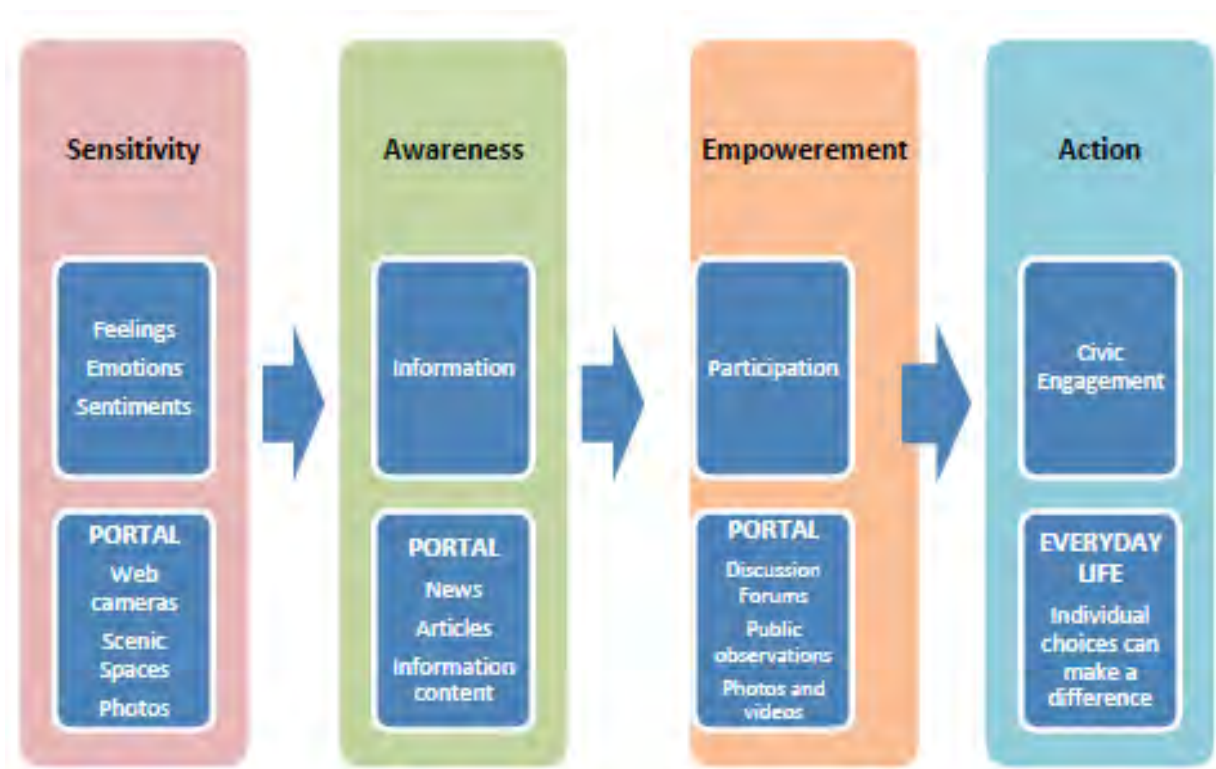 Sensitivity
Feelings
Emotions
Sentiments
PORTAL
Web
cameras
Scenic
Spaces
Photos
Awareness
Information
PORTAL
News
Articles
Information
content
Empowerement
Participation
PORTAL
Discussion
Forums
Public
observations
Photos and
videos
Action
Civic
Engagement
EVERYDAY
LIFE
Individual
choices can
make a
difference